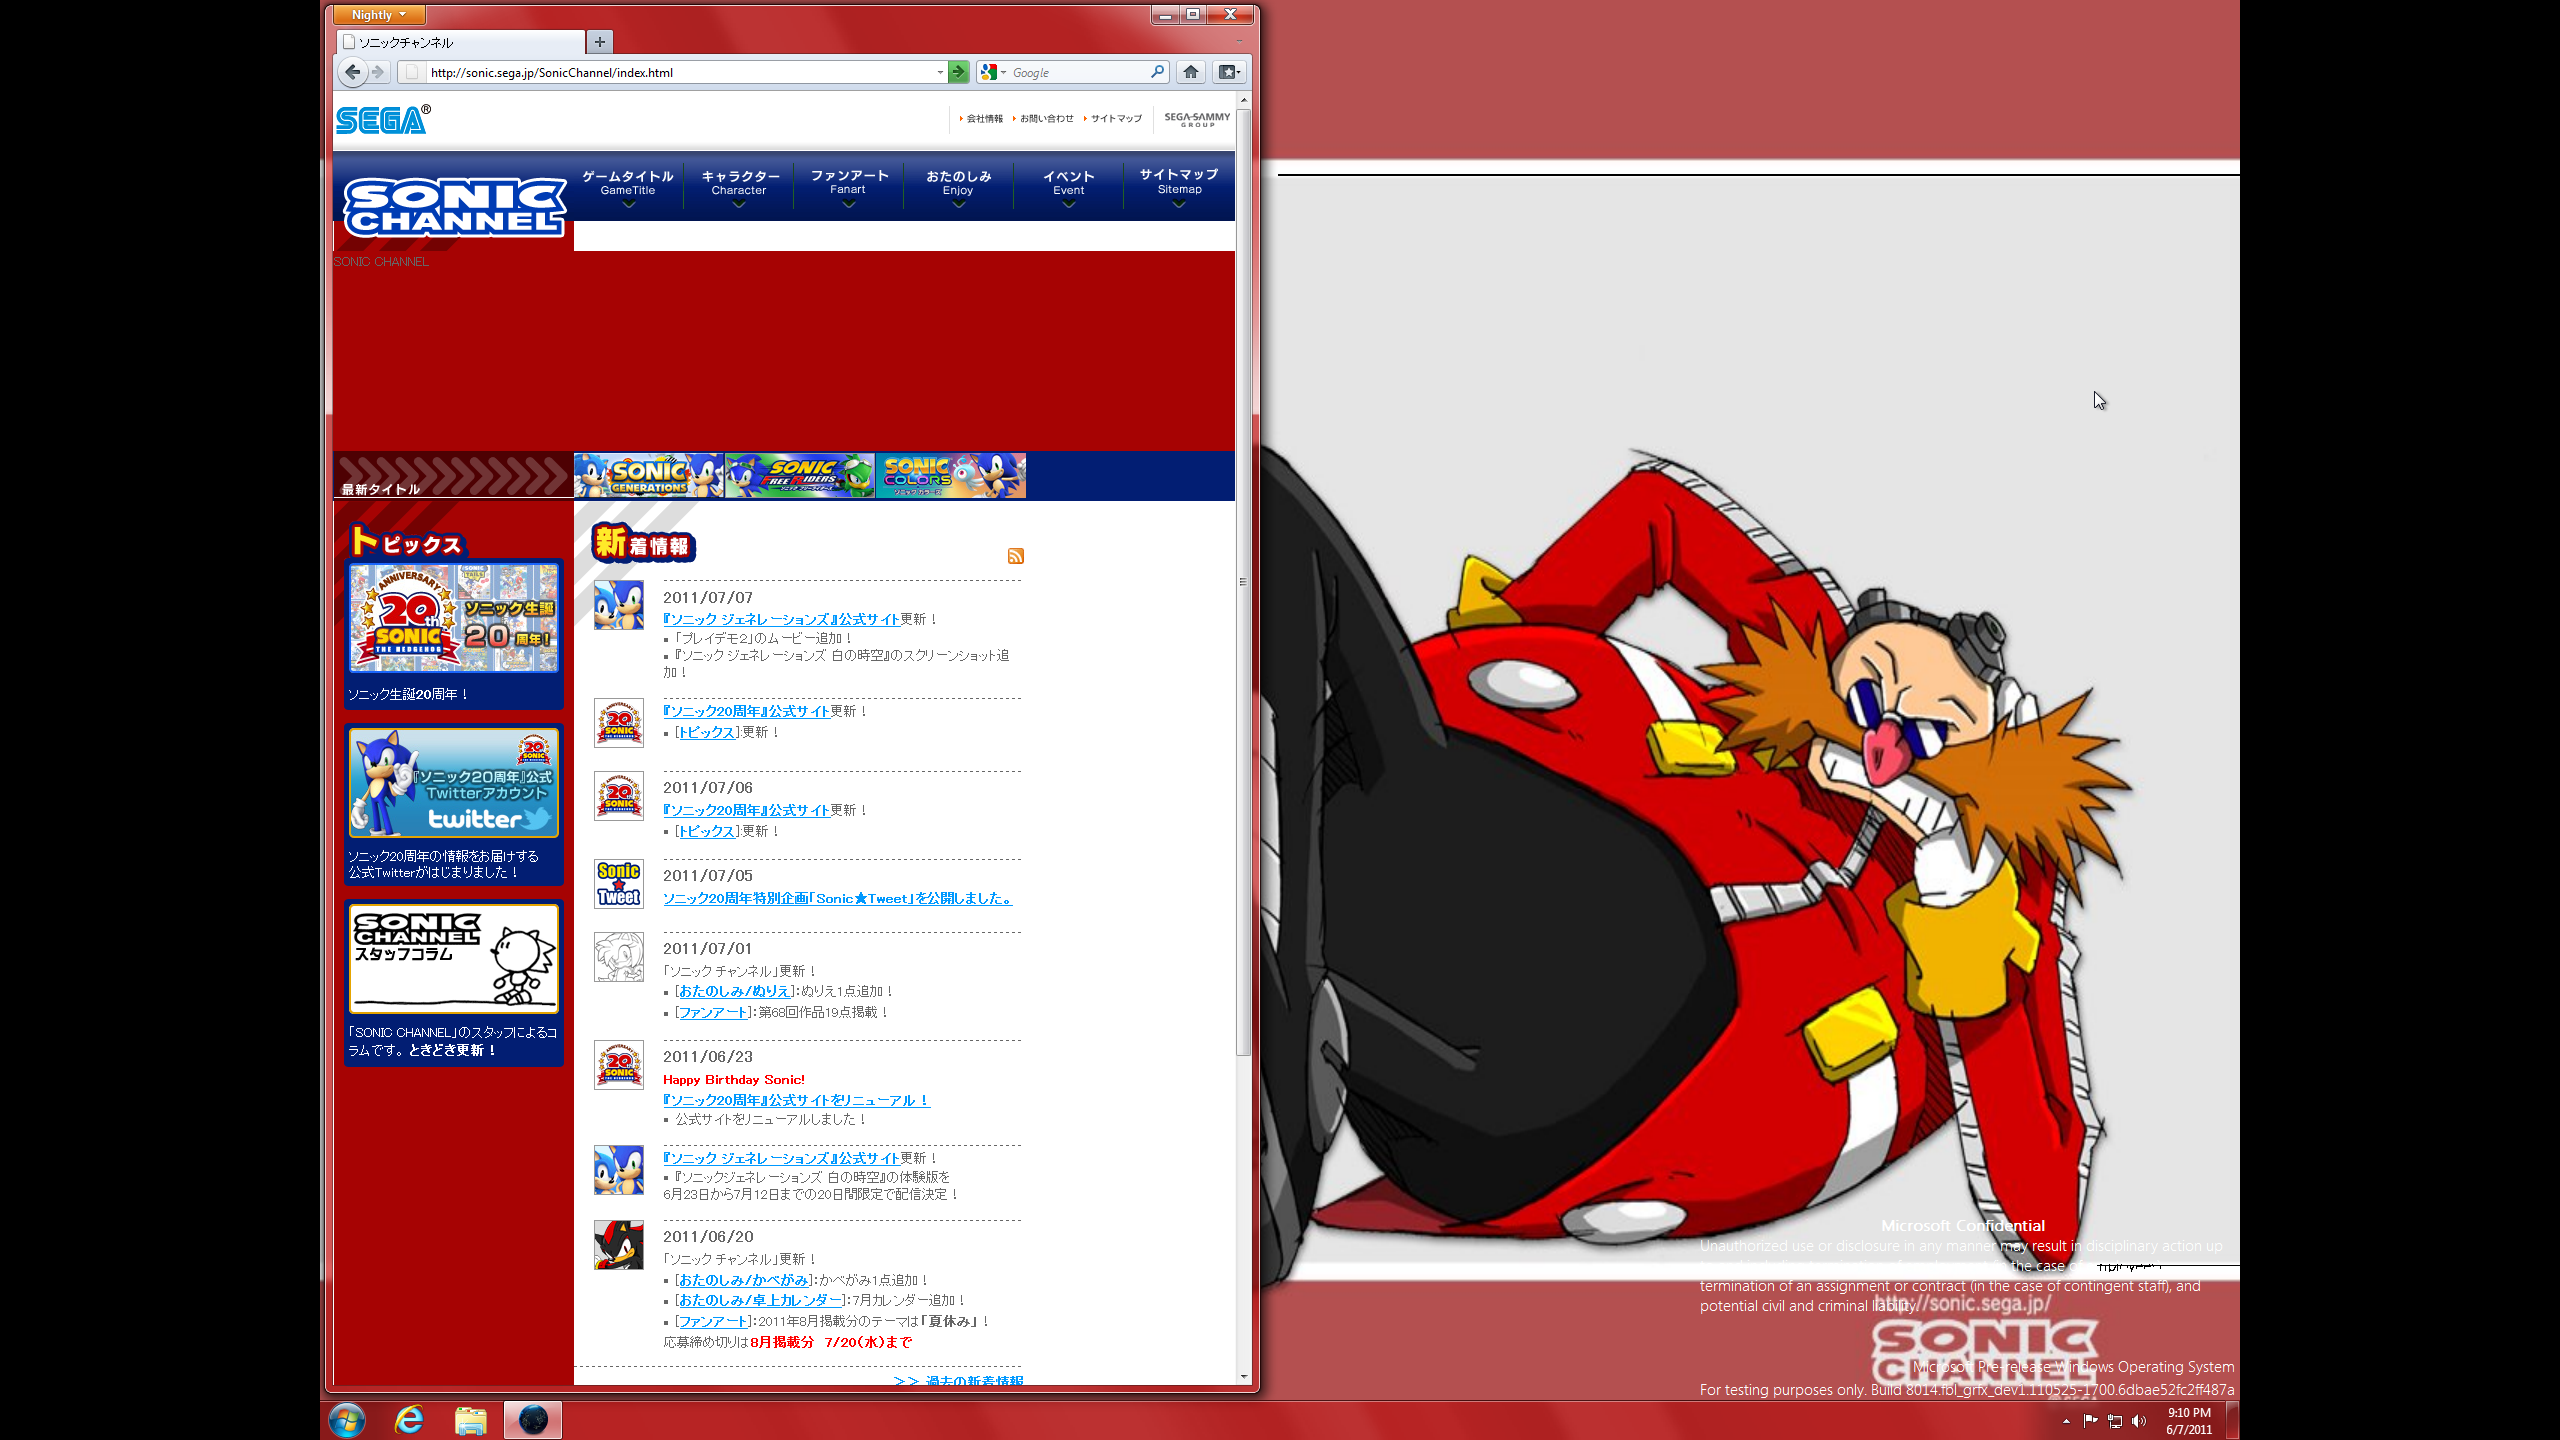 Nightly
ソニックチャンネル
http://sonic.sega.jp/SonicChannel/index.html
Google
SEGA®
会社情報
お問い合わせ
サイトマップ
SEGA SAMMY
GROUP
SONIC
CHANNEL
ゲームタイトル
GameTitle
キャラクター
Character
ファンアート
Fanart
おたのしみ
Enjoy
イベント
Event
サイトマップ
Sitemap
SONIC CHANNEL
最新タイトル
SONIC
GENERATIONS
SONIC
FREE RIDERS
SONIC
COLORS
ソニック カラーズ
トピックス
ANNIVERSARY
20th
SONIC
THE HEDGEHOG
ソニック生誕
20周年!
ソニック生誕20周年！
『ソニック20周年』公式
Twitterアカウント
twitter
ソニック20周年の情報をお届けする
公式Twitterがはじまりました！
SONIC
CHANNEL
スタッフコラム
「SONIC CHANNEL」のスタッフによるコ
ラムです。ときどき更新！
新着情報
2011/07/07
『ソニック ジェネレーションズ』公式サイト更新！
▪ 「プレイデモ2」のムービー追加！
▪ 『ソニック ジェネレーションズ 白の時空』のスクリーンショット追
加！
『ソニック20周年』公式サイト更新！
▪ [トピックス]:更新！
2011/07/06
『ソニック20周年』公式サイト更新！
▪ [トピックス]:更新！
Sonic
★
Tweet
2011/07/05
ソニック20周年特別企画「Sonic★Tweet」を公開しました。
2011/07/01
「ソニック チャンネル」更新！
▪ [おたのしみ/ぬりえ]:ぬりえ1点追加！
▪ [ファンアート]:第68回作品19点掲載！
2011/06/23
Happy Birthday Sonic!
『ソニック20周年』公式サイトをリニューアル！
▪ 公式サイトをリニューアルしました！
『ソニック ジェネレーションズ』公式サイト更新！
▪ 『ソニックジェネレーションズ 白の時空』の体験版を
6月23日から7月12日までの20日間限定で配信決定！
2011/06/20
「ソニック チャンネル」更新！
▪ [おたのしみ/かべがみ]:かべがみ1点追加！
▪ [おたのしみ/卓上カレンダー]:7月カレンダー追加！
▪ [ファンアート]:2011年8月掲載分のテーマは「夏休み」！
応募締め切りは8月掲載分　7/20（水）まで
＞＞ 過去の新着情報
Microsoft Confidential
Unauthorized use or disclosure in any manner may result in disciplinary action up
the case of
termination of an assignment or contract (in the case of contingent staff), and
potential civil and criminal liability.
http://sonic.sega.jp/
SONIC
CHANNEL
Microsoft Pre-release Windows Operating System
For testing purposes only. Build 8014.fbl_grfx_dev1.110525-1700.6dbae52fc2ff487a
9:10 PM
6/7/2011